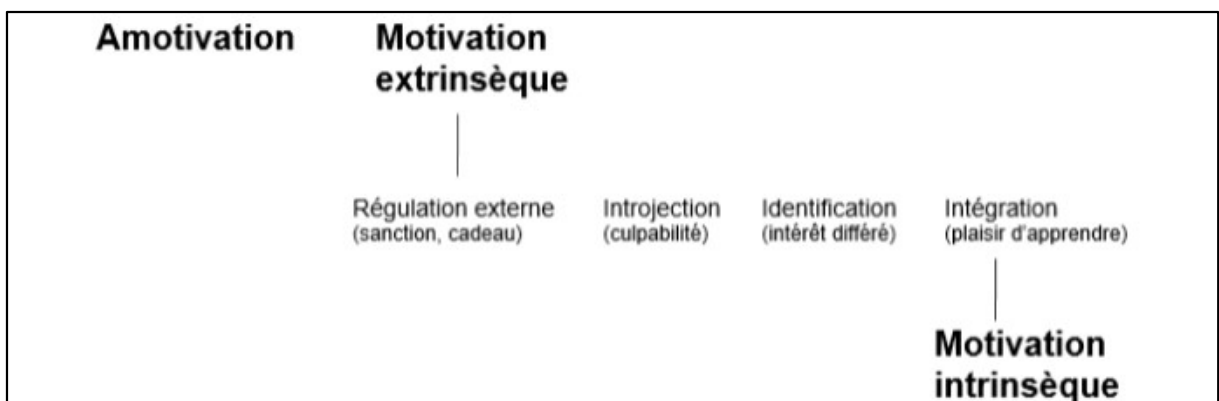 Amotivation
Motivation
extrinsèque
Régulation externe
(sanction, cadeau)
Introjection
(culpabilité)
Identification
(intérêt différé)
Intégration
(plaisir d'apprendre)
Motivation
intrinsèque